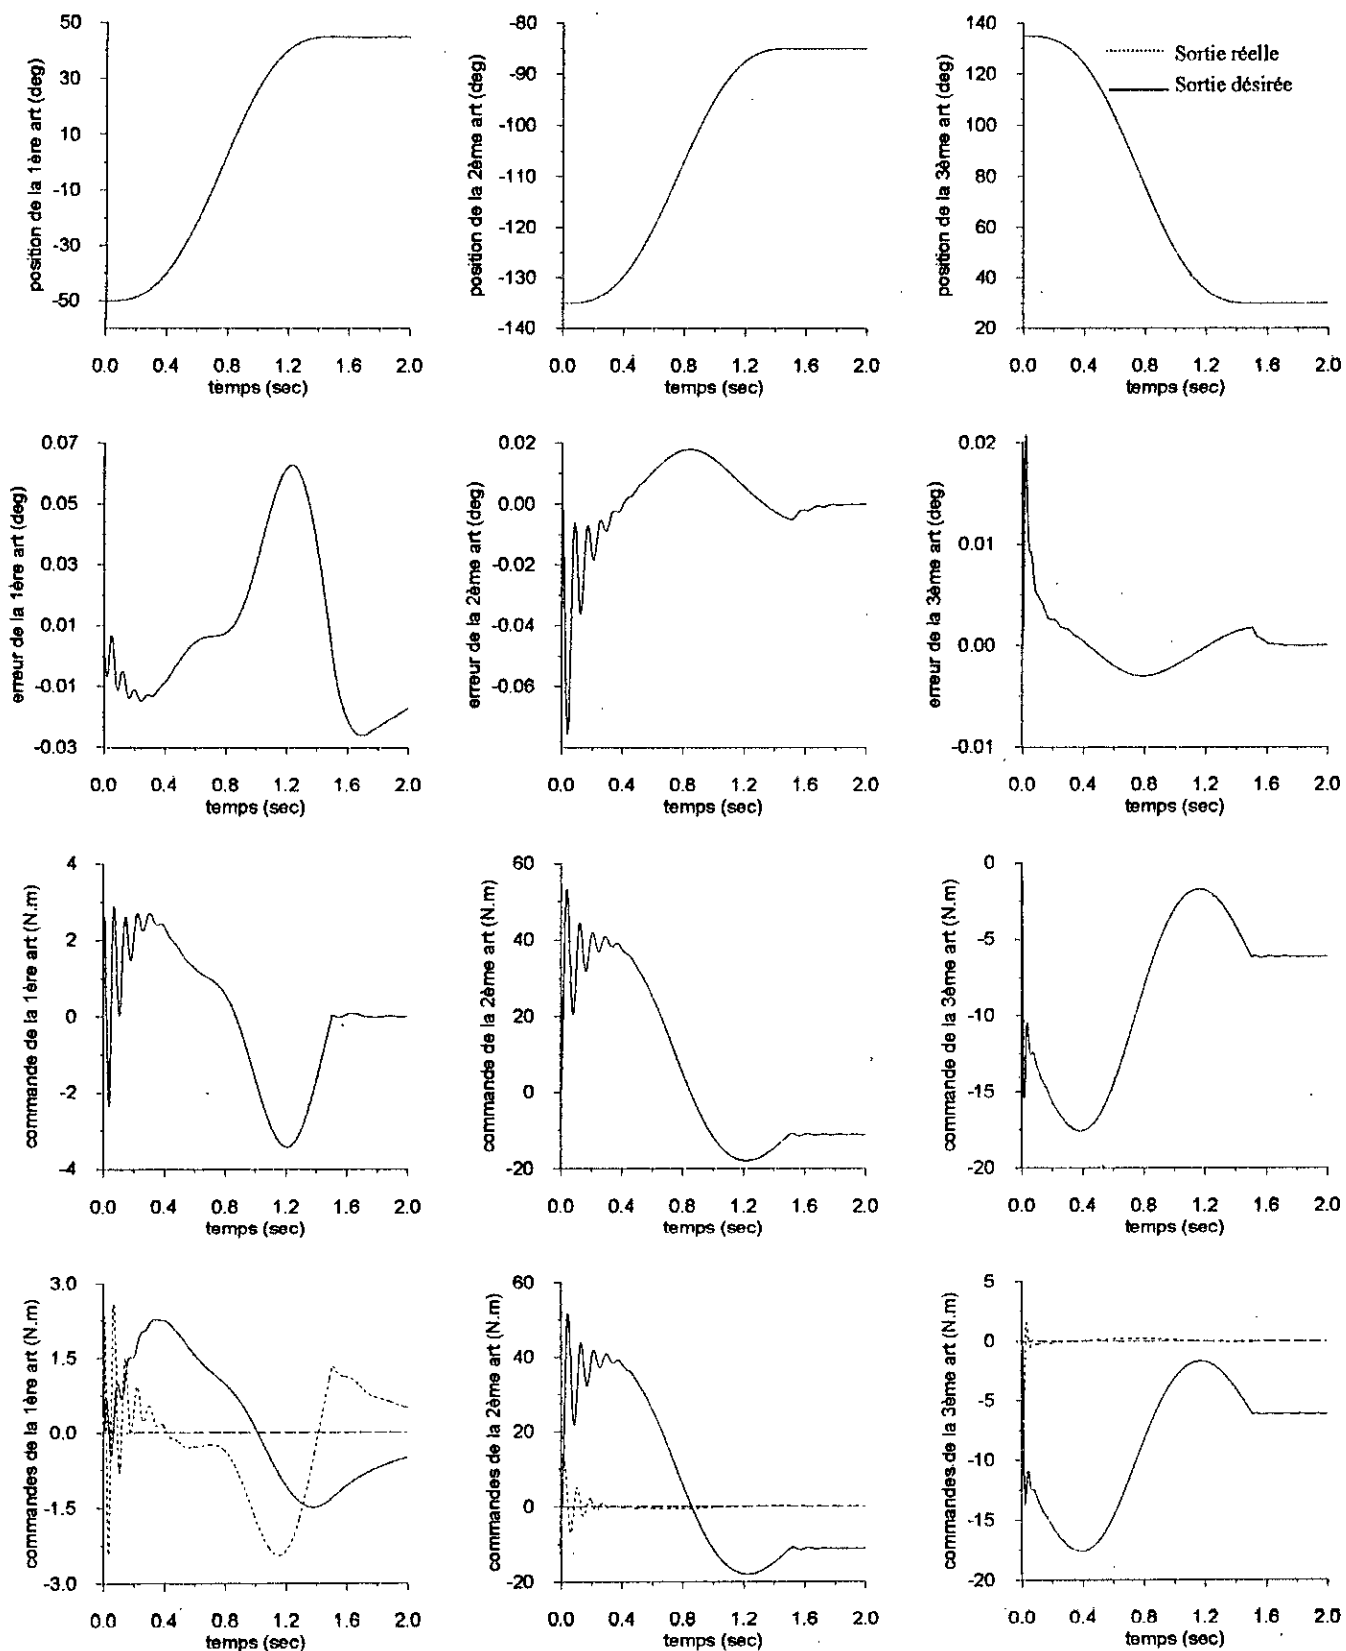 position de la 1ère art (deg)
50
30
10
-10
-30
-50
0.0 0.4 0.8 1.2 1.6 2.0
tèmps (sec)
position de la 2ème art (deg)
-80
-90
-100
-110
-120
-130
-140
0.0 0.4 0.8 1.2 1.6 2.0
temps (sec)
position de la 3ème art (deg)
140
120
100
80
60
40
20
0.0 0.4 0.8 1.2 1.6 2.0
temps (sec)
Sortie réelle
Sortie désirée
erreur de la 1ère art (deg)
0.07
0.05
0.03
0.01
-0.01
-0.03
0.0 0.4 0.8 1.2 1.6 2.0
temps (sec)
erreur de la 2ème art (deg)
0.02
0.00
-0.02
-0.04
-0.06
0.0 0.4 0.8 1.2 1.6 2.0
temps (sec)
erreur de la 3ème art (deg)
0.02
0.01
0.00
-0.01
0.0 0.4 0.8 1.2 1.6 2.0
temps (sec)
commande de la 1ère art (N.m)
4
2
0
-2
-4
0.0 0.4 0.8 1.2 1.6 2.0
temps (sec)
commande de la 2ème art (N.m)
60
40
20
0
-20
0.0 0.4 0.8 1.2 1.6 2.0
temps (sec)
commande de la 3ème art (N.m)
0
-5
-10
-15
-20
0.0 0.4 0.8 1.2 1.6 2.0
temps (sec)
commandes de la 1ère art (N.m)
3.0
1.5
0.0
-1.5
-3.0
0.0 0.4 0.8 1.2 1.6 2.0
temps (sec)
commandes de la 2ème art (N.m)
60
40
20
0
-20
0.0 0.4 0.8 1.2 1.6 2.0
temps (sec)
commandes de la 3ème art (N.m)
5
0
-5
-10
-15
-20
0.0 0.4 0.8 1.2 1.6 2.0
temps (sec)